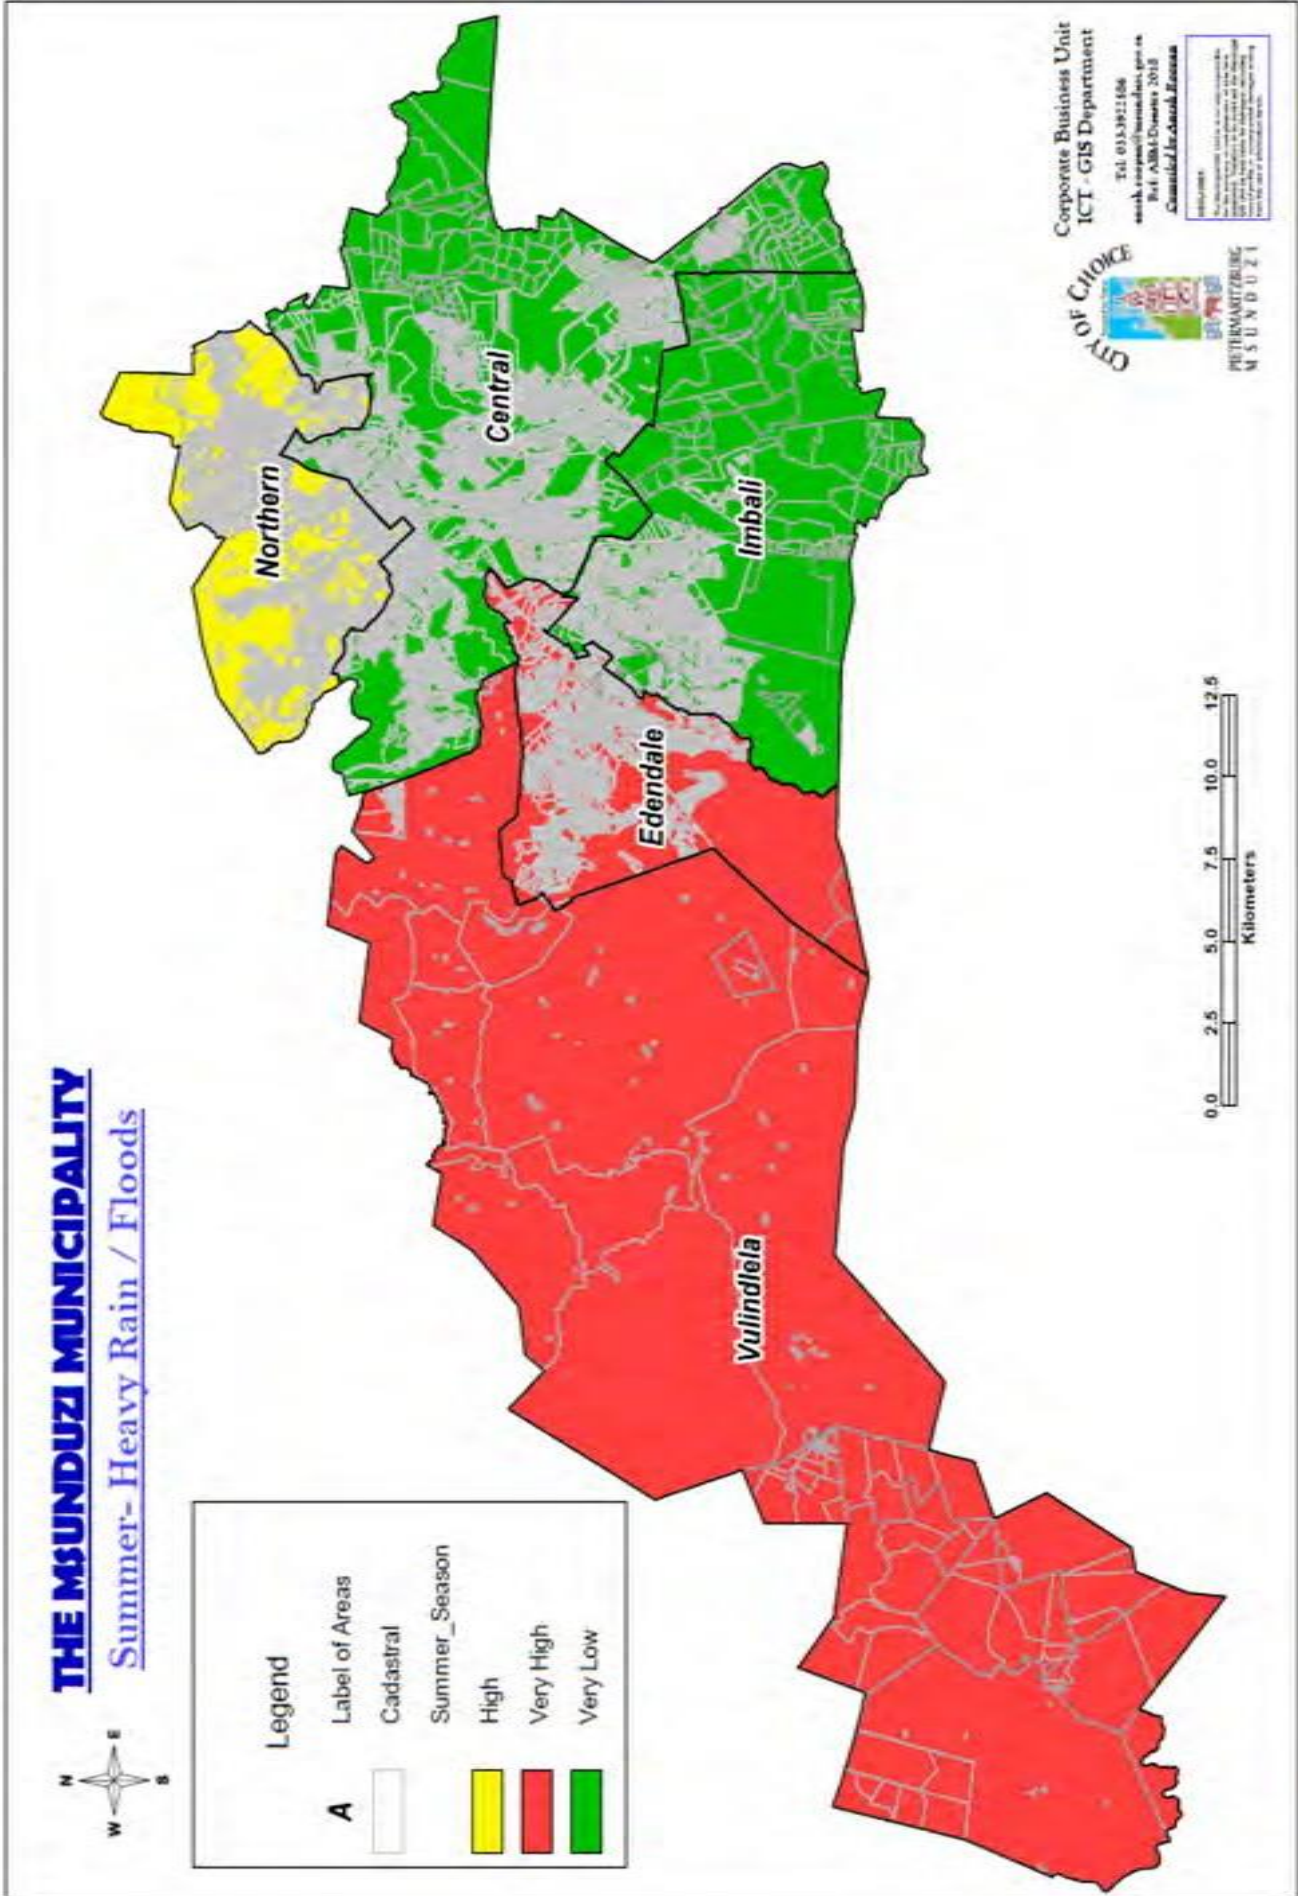 THE MSUNDUZI MUNICIPALITY
Summer- Heavy Rain / Floods
N
W E
S
Legend
A Label of Areas
Cadastral
Summer_Season
High
Very High
Very Low
Northern
Central
Imbali
Edendale
Vulindlela
0.0 2.5 5.0 7.5 10.0 12.5
Kilometers
CITY OF CHOICE
PIETERMARITZBURG
MSUNDUZI
Corporate Business Unit
ICT - GIS Department